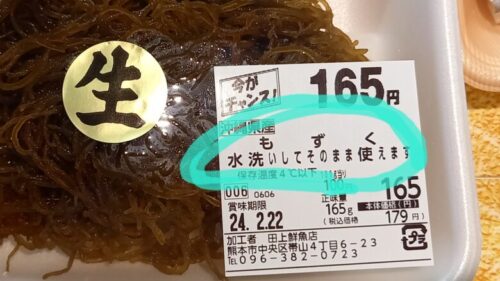 生
今が
チャンス!
165円
沖縄県産
もずく
水洗いしてそのまま使えます
保存温度4℃以下
100g
006 0606
正味量
165g
165
本体価格(円)
(税込価格 179円)
賞味期限
24.2.22
加工者 田上鮮魚店
熊本市中央区帯山4丁目6-23
TEL 096-382-0723
プラ